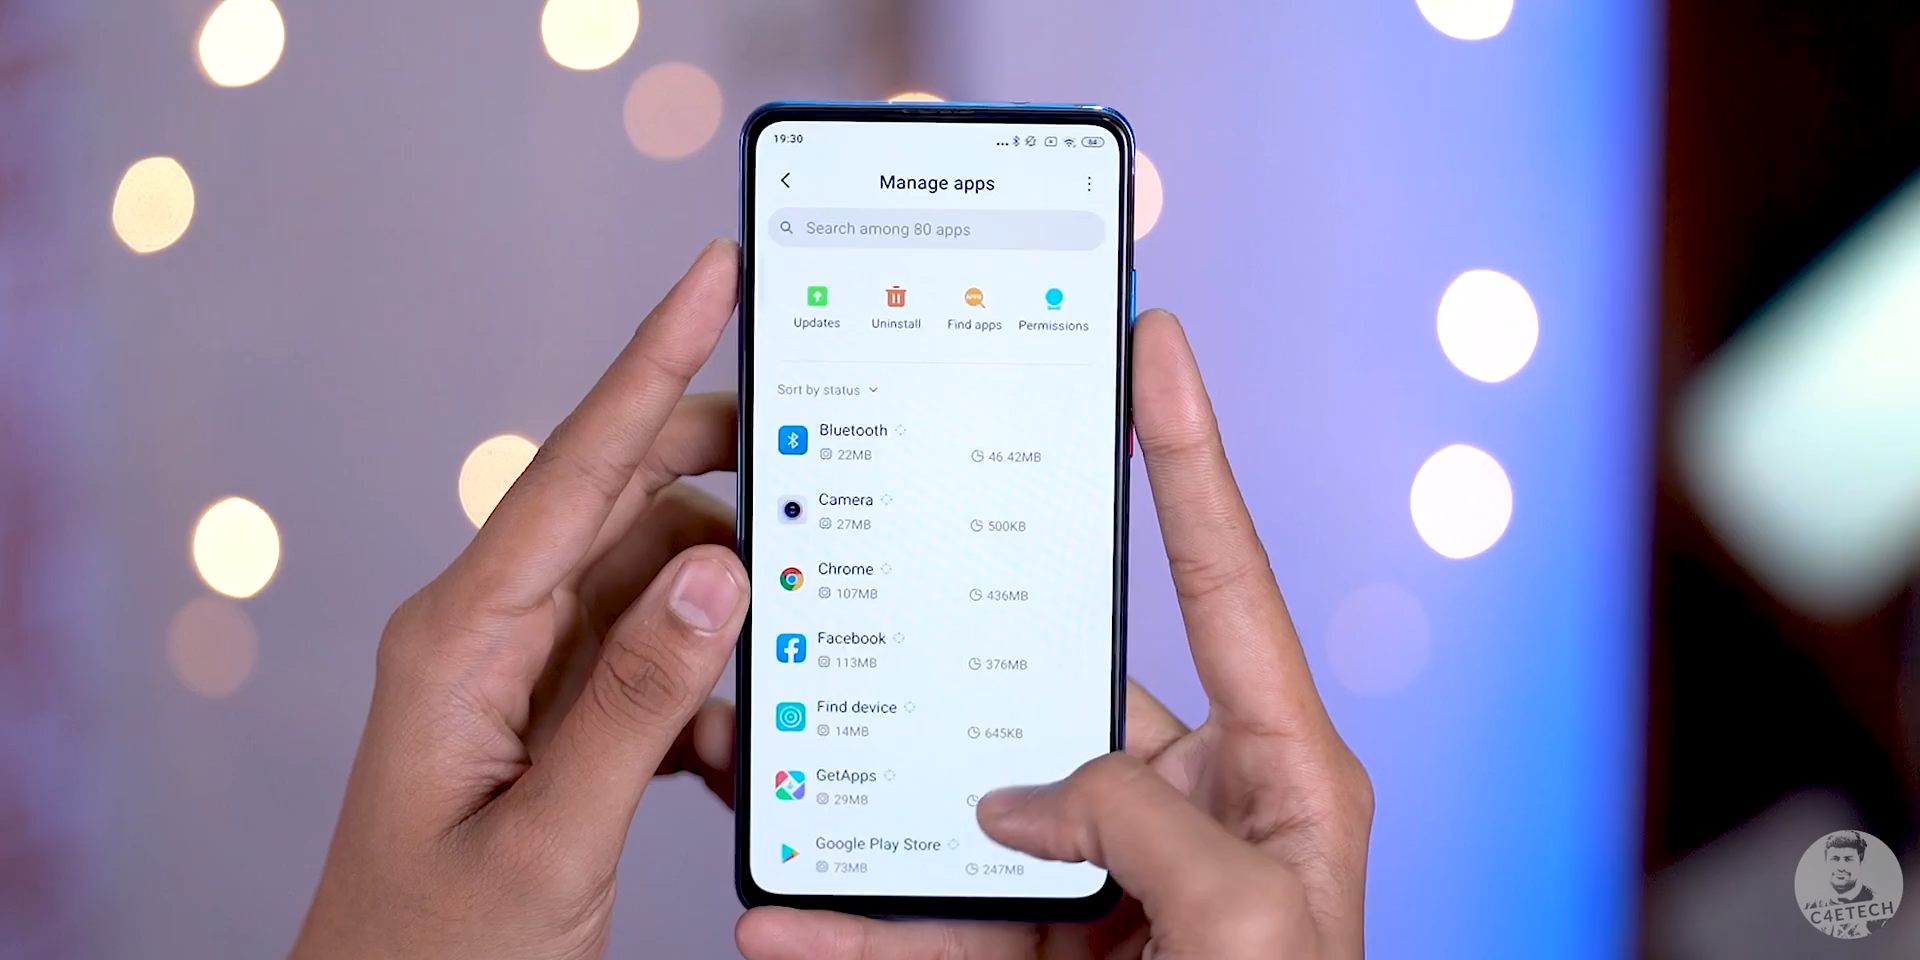 19:30
84
Manage apps
Search among 80 apps
Updates
Uninstall
APPS
Find apps
Permissions
Sort by status
Bluetooth
22MB
46.42MB
Camera
27MB
500KB
Chrome
107MB
436MB
Facebook
113MB
376MB
Find device
14MB
645KB
GetApps
29MB
Google Play Store
73MB
247MB
C4ETECH